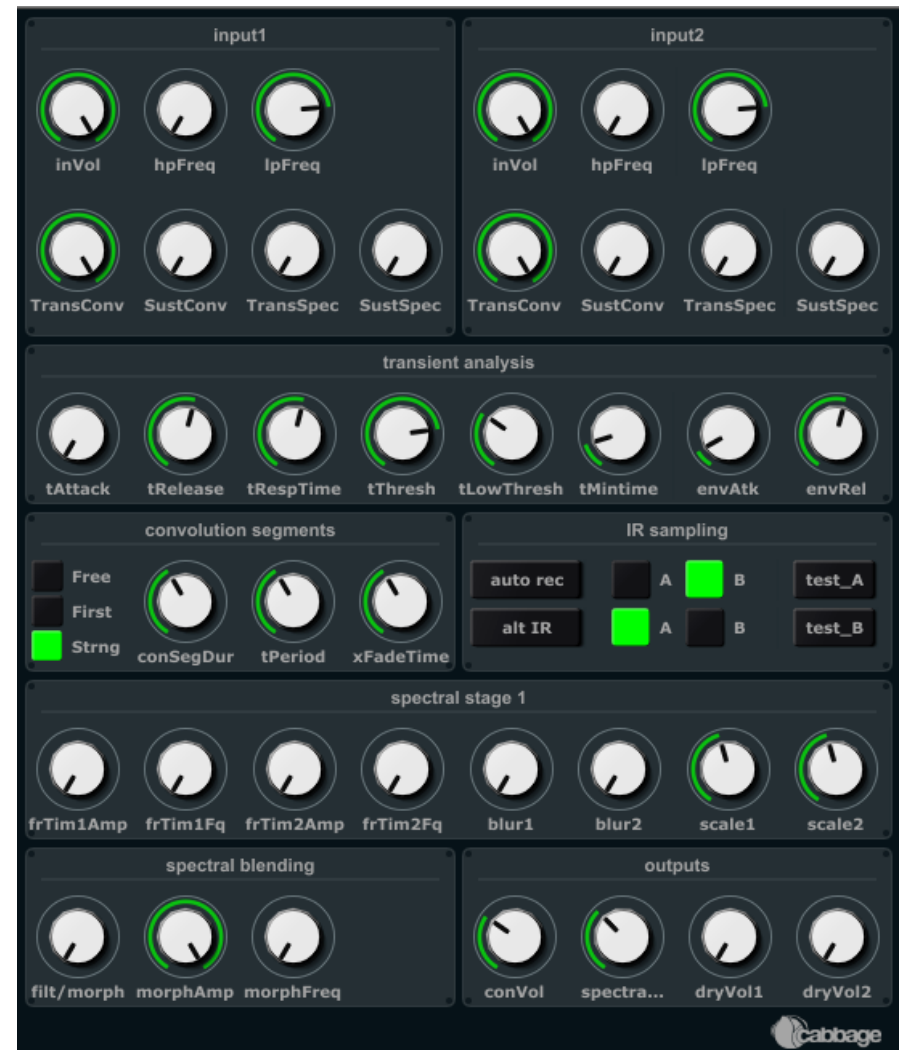 input1
inVol hpFreq lpFreq
TransConv SustConv TransSpec SustSpec
input2
inVol hpFreq lpFreq
TransConv SustConv TransSpec SustSpec
transient analysis
tAttack tRelease tRespTime tThresh tLowThresh tMintime envAtk envRel
convolution segments
Free
First
Strng
conSegDur tPeriod xFadeTime
IR sampling
auto rec A B test_A
alt IR A B test_B
spectral stage 1
frTim1Amp frTim1Fq frTim2Amp frTim2Fq blur1 blur2 scale1 scale2
spectral blending
filt/morph morphAmp morphFreq
outputs
conVol spectra... dryVol1 dryVol2
cabbage